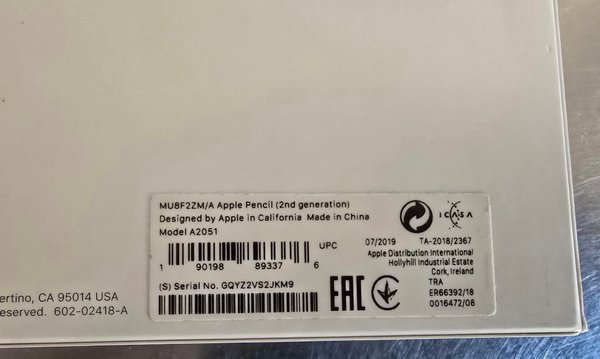 MU8F2ZM/A Apple Pencil (2nd generation)
Designed by Apple in California Made in China
Model A2051
UPC
1 90198 89337 6
(S) Serial No. GQYZ2VS2JKM9
EAC
ICASA
07/2019 TA-2018/2367
Apple Distribution International
Hollyhill Industrial Estate
Cork, Ireland
TRA
ER66392/18
0016472/08
ertino, CA 95014 USA
eserved. 602-02418-A